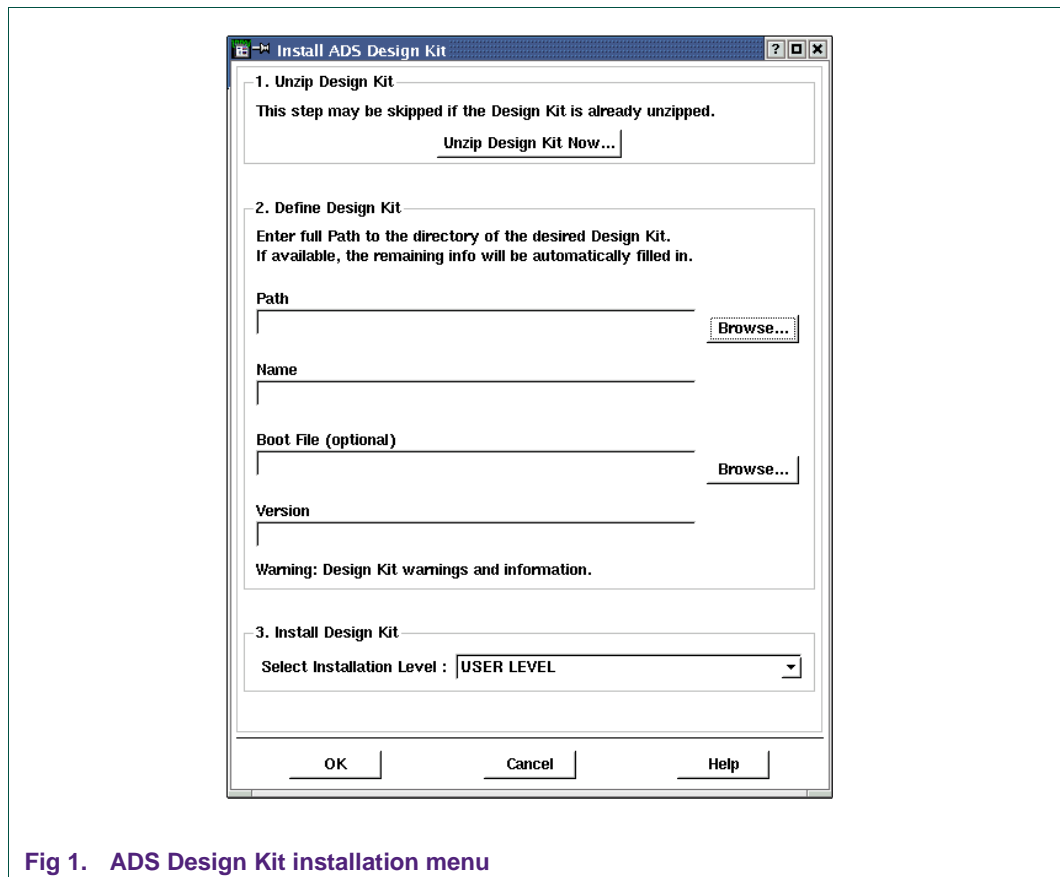 Install ADS Design Kit
?
1. Unzip Design Kit
This step may be skipped if the Design Kit is already unzipped.
Unzip Design Kit Now...
2. Define Design Kit
Enter full Path to the directory of the desired Design Kit.
If available, the remaining info will be automatically filled in.
Path
Browse...
Name
Boot File (optional)
Browse...
Version
Warning: Design Kit warnings and information.
3. Install Design Kit
Select Installation Level : USER LEVEL
OK Cancel Help
Fig 1. ADS Design Kit installation menu